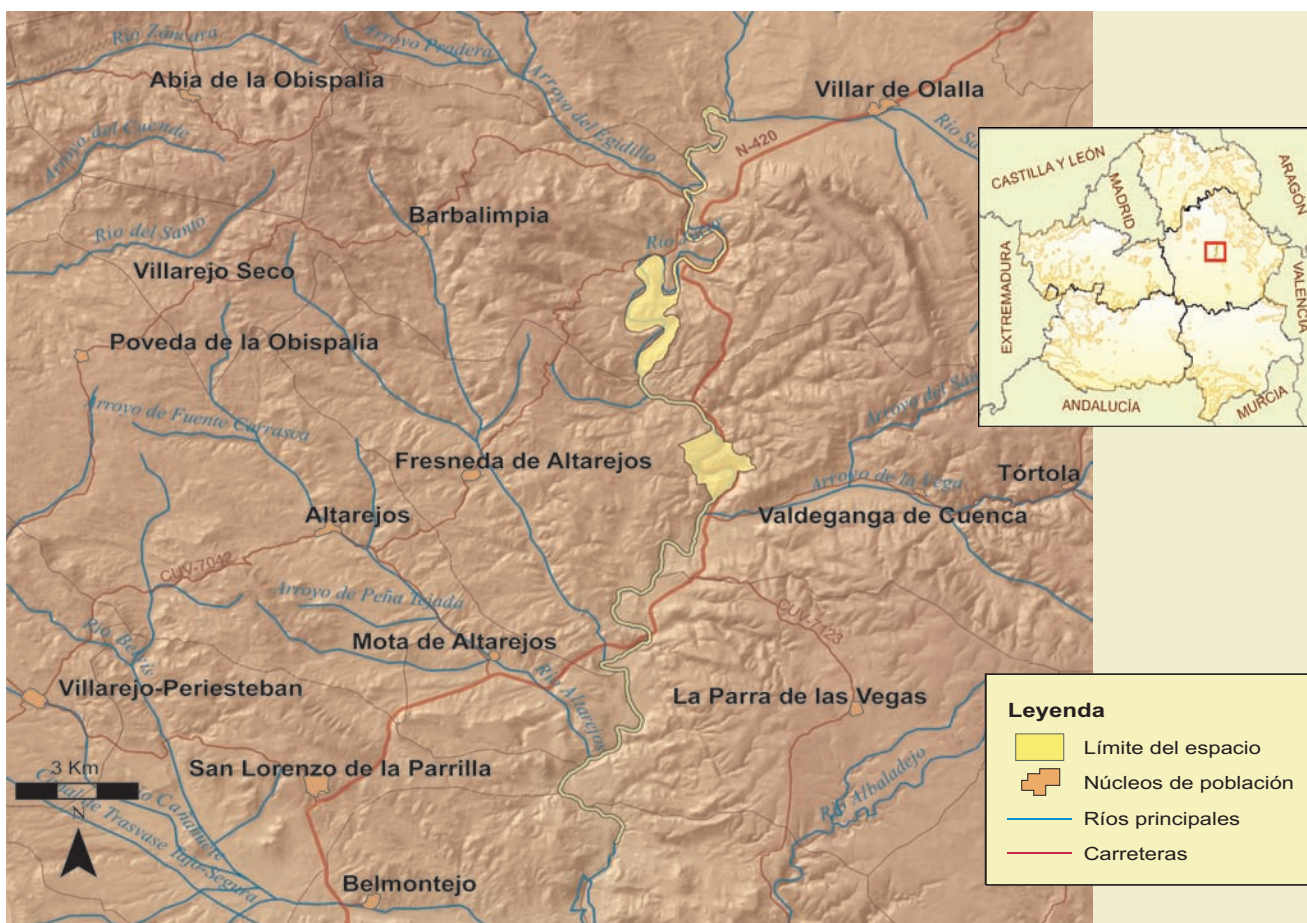 Río Záncara
Arroyo Pradera
Abia de la Obispalía
Villar de Olalla
Arroyo del Egidillo
N-420
Arroyo del Cuende
Barbalimpia
Río del Santo
Villarejo Seco
Poveda de la Obispalía
Arroyo de Fuente Carrasva
Fresneda de Altarejos
Arroyo de la Vega
Tórtola
Altarejos
Valdeganga de Cuenca
CUV-7042
Arroyo de Peña Tejada
CUV-7123
Mota de Altarejos
Río Altarejos
Villarejo-Periesteban
La Parra de las Vegas
San Lorenzo de la Parrilla
Río Albaladejo
3 Km
N
Canal de Trasvase Tajo-Segura
Belmontejo
CASTILLA Y LEÓN
MADRID
ARAGÓN
EXTREMADURA
VALENCIA
ANDALUCÍA
MURCIA
Leyenda
Límite del espacio
Núcleos de población
Ríos principales
Carreteras